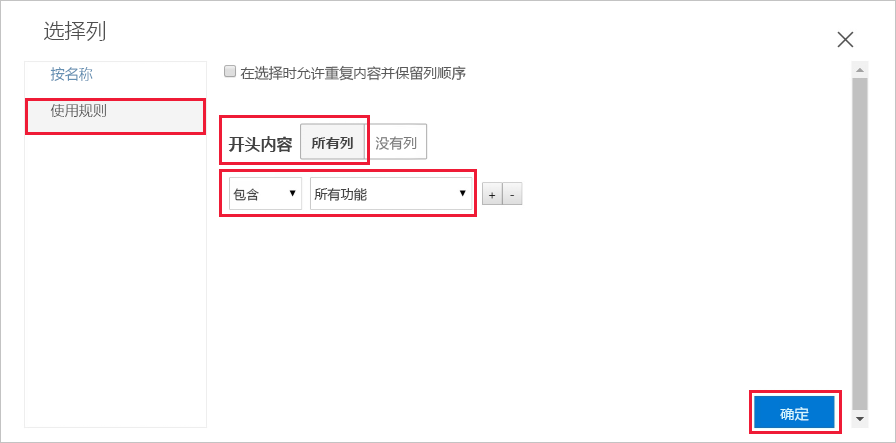 选择列
按名称
使用规则
在选择时允许重复内容并保留列顺序
开头内容 所有列 没有列
包含 所有功能 + -
确定